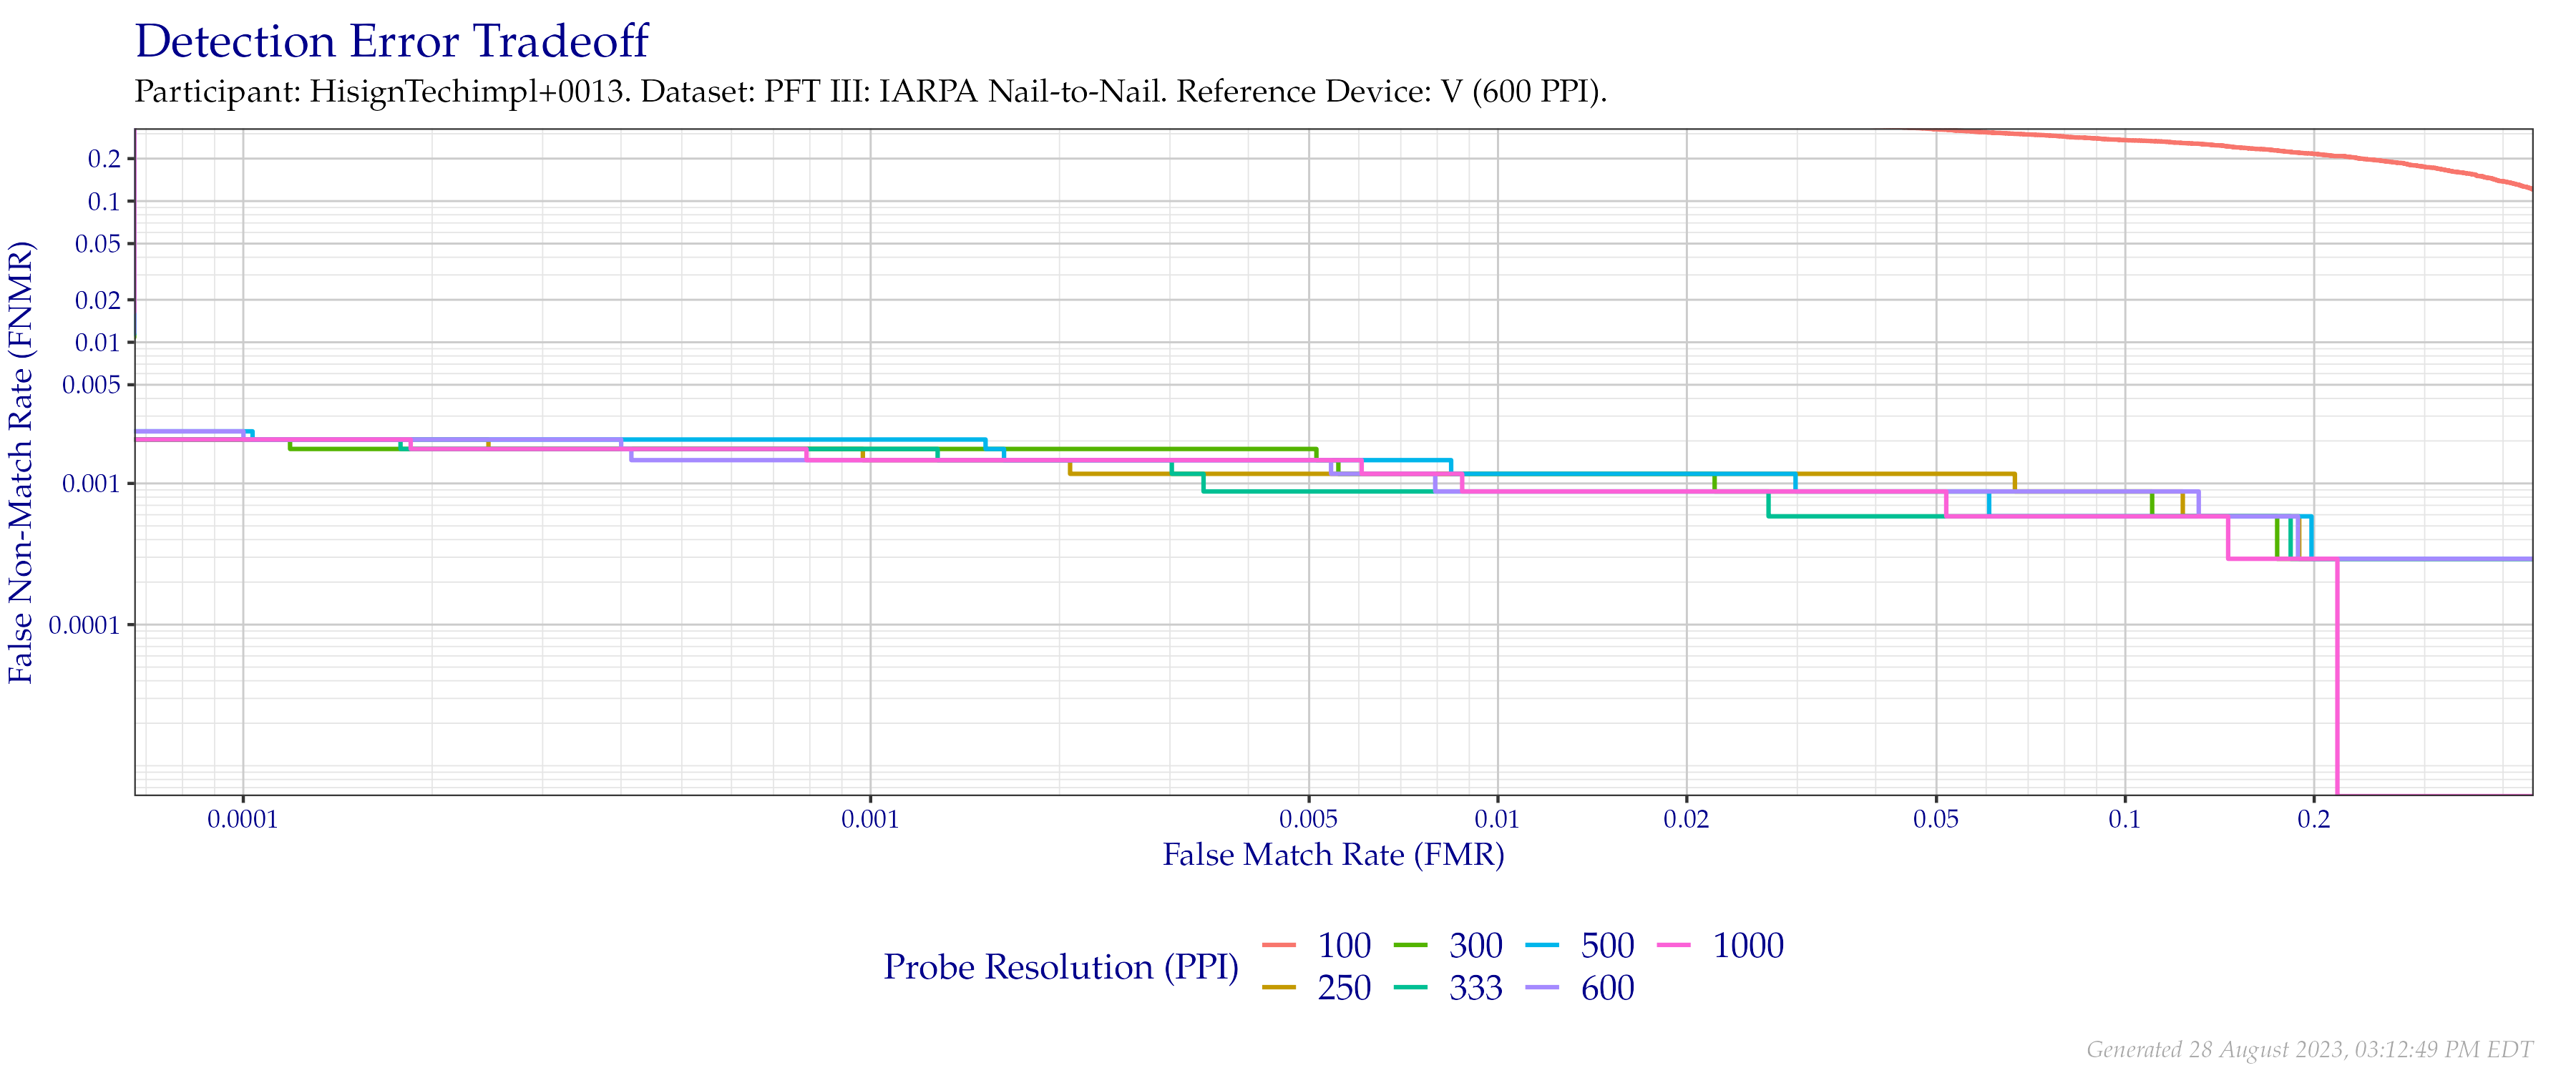 Detection Error Tradeoff
Participant: HisignTechimpl+0013. Dataset: PFT III: IARPA Nail-to-Nail. Reference Device: V (600 PPI).
False Non-Match Rate (FNMR)
0.2
0.1
0.05
0.02
0.01
0.005
0.001
0.0001
0.0001 0.001 0.005 0.01 0.02 0.05 0.1 0.2
False Match Rate (FMR)
Probe Resolution (PPI)
100 300 500 1000
250 333 600
Generated 28 August 2023, 03:12:49 PM EDT